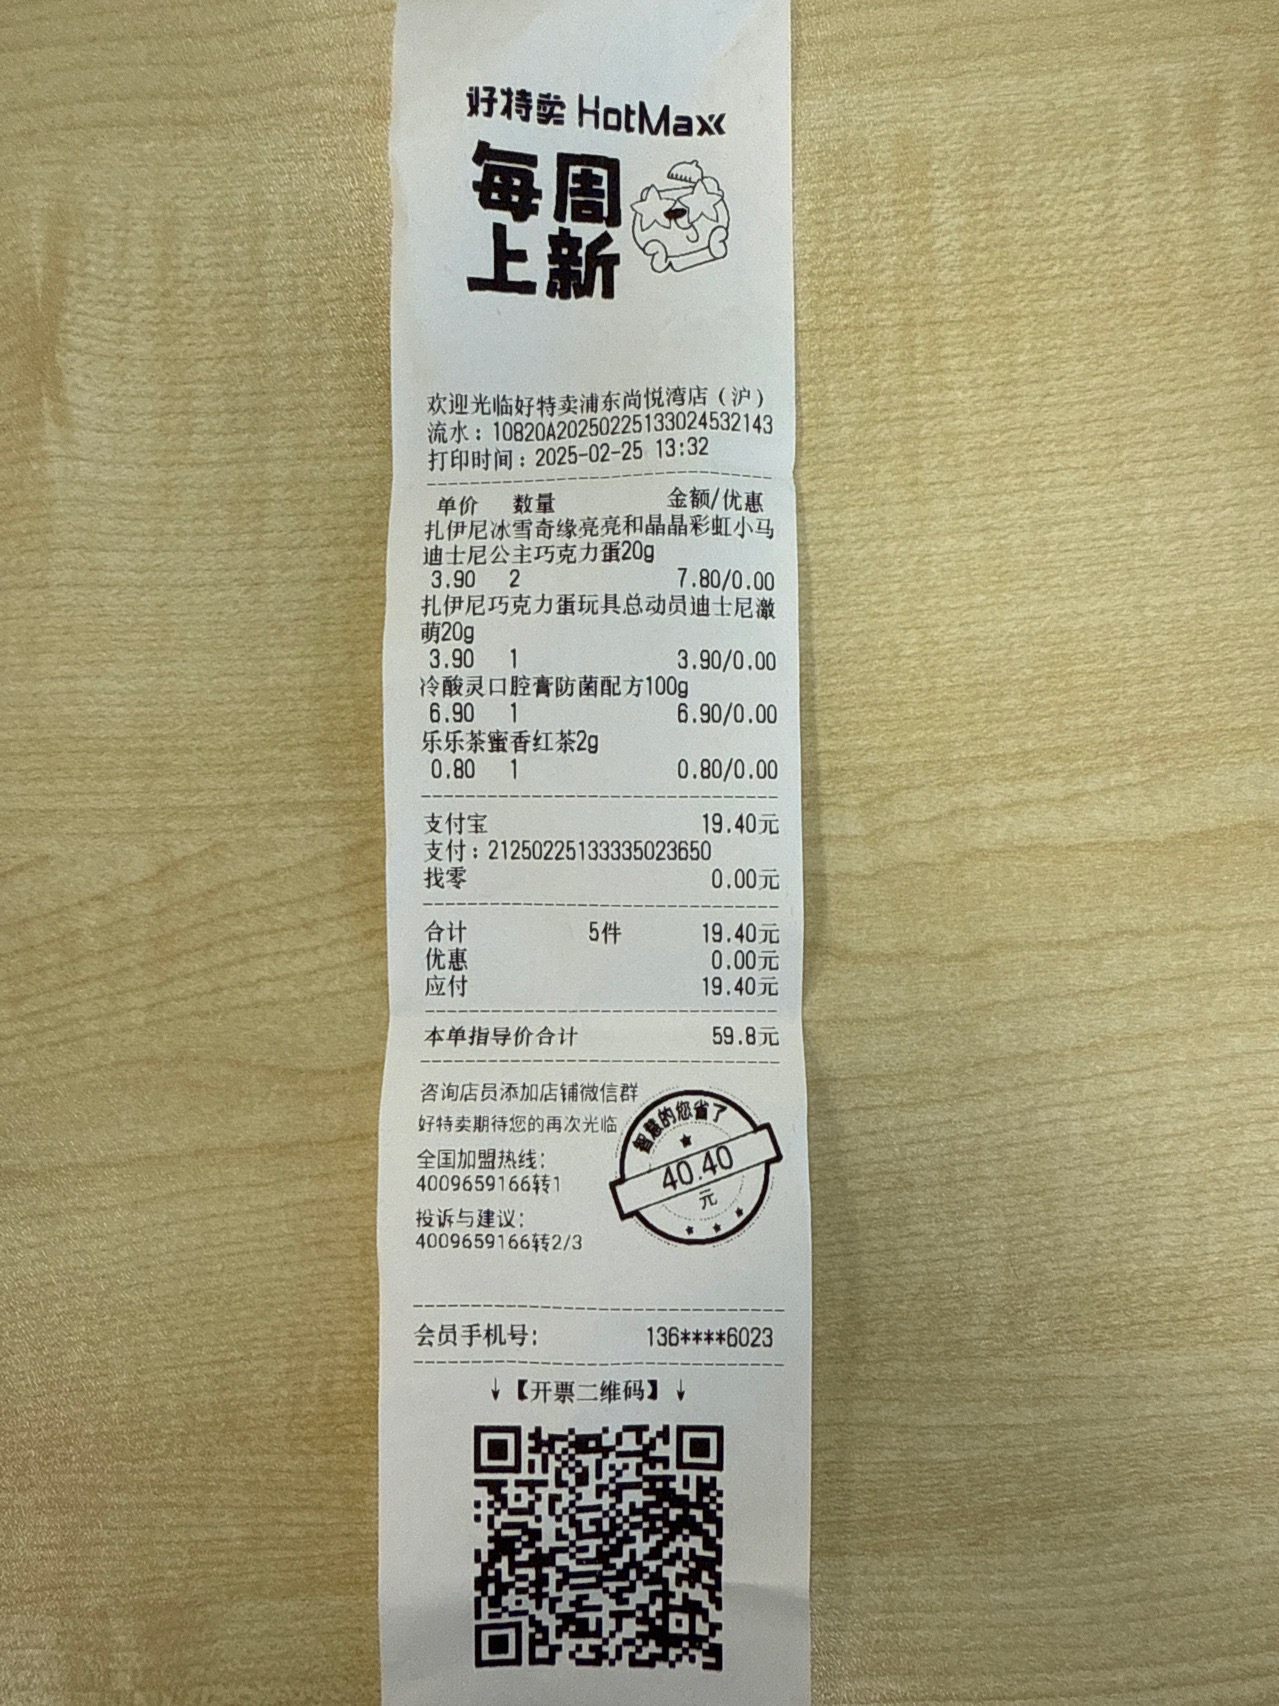 好特卖 HotMaxx
每周
上新
欢迎光临好特卖浦东尚悦湾店（沪）
流水：10820A20250225133024532143
打印时间：2025-02-25 13:32
单价 数量 金额/优惠
扎伊尼冰雪奇缘亮亮和晶晶彩虹小马
迪士尼公主巧克力蛋20g
3.90 2 7.80/0.00
扎伊尼巧克力蛋玩具总动员迪士尼激
萌20g
3.90 1 3.90/0.00
冷酸灵口腔膏防菌配方100g
6.90 1 6.90/0.00
乐乐茶蜜香红茶2g
0.80 1 0.80/0.00
支付宝 19.40元
支付：21250225133335023650
找零 0.00元
合计 5件 19.40元
优惠 0.00元
应付 19.40元
本单指导价合计 59.8元
咨询店员添加店铺微信群
好特卖期待您的再次光临
全国加盟热线：
4009659166转1
投诉与建议：
4009659166转2/3
智慧的您省了
40.40
元
会员手机号： 136****6023
↓【开票二维码】↓